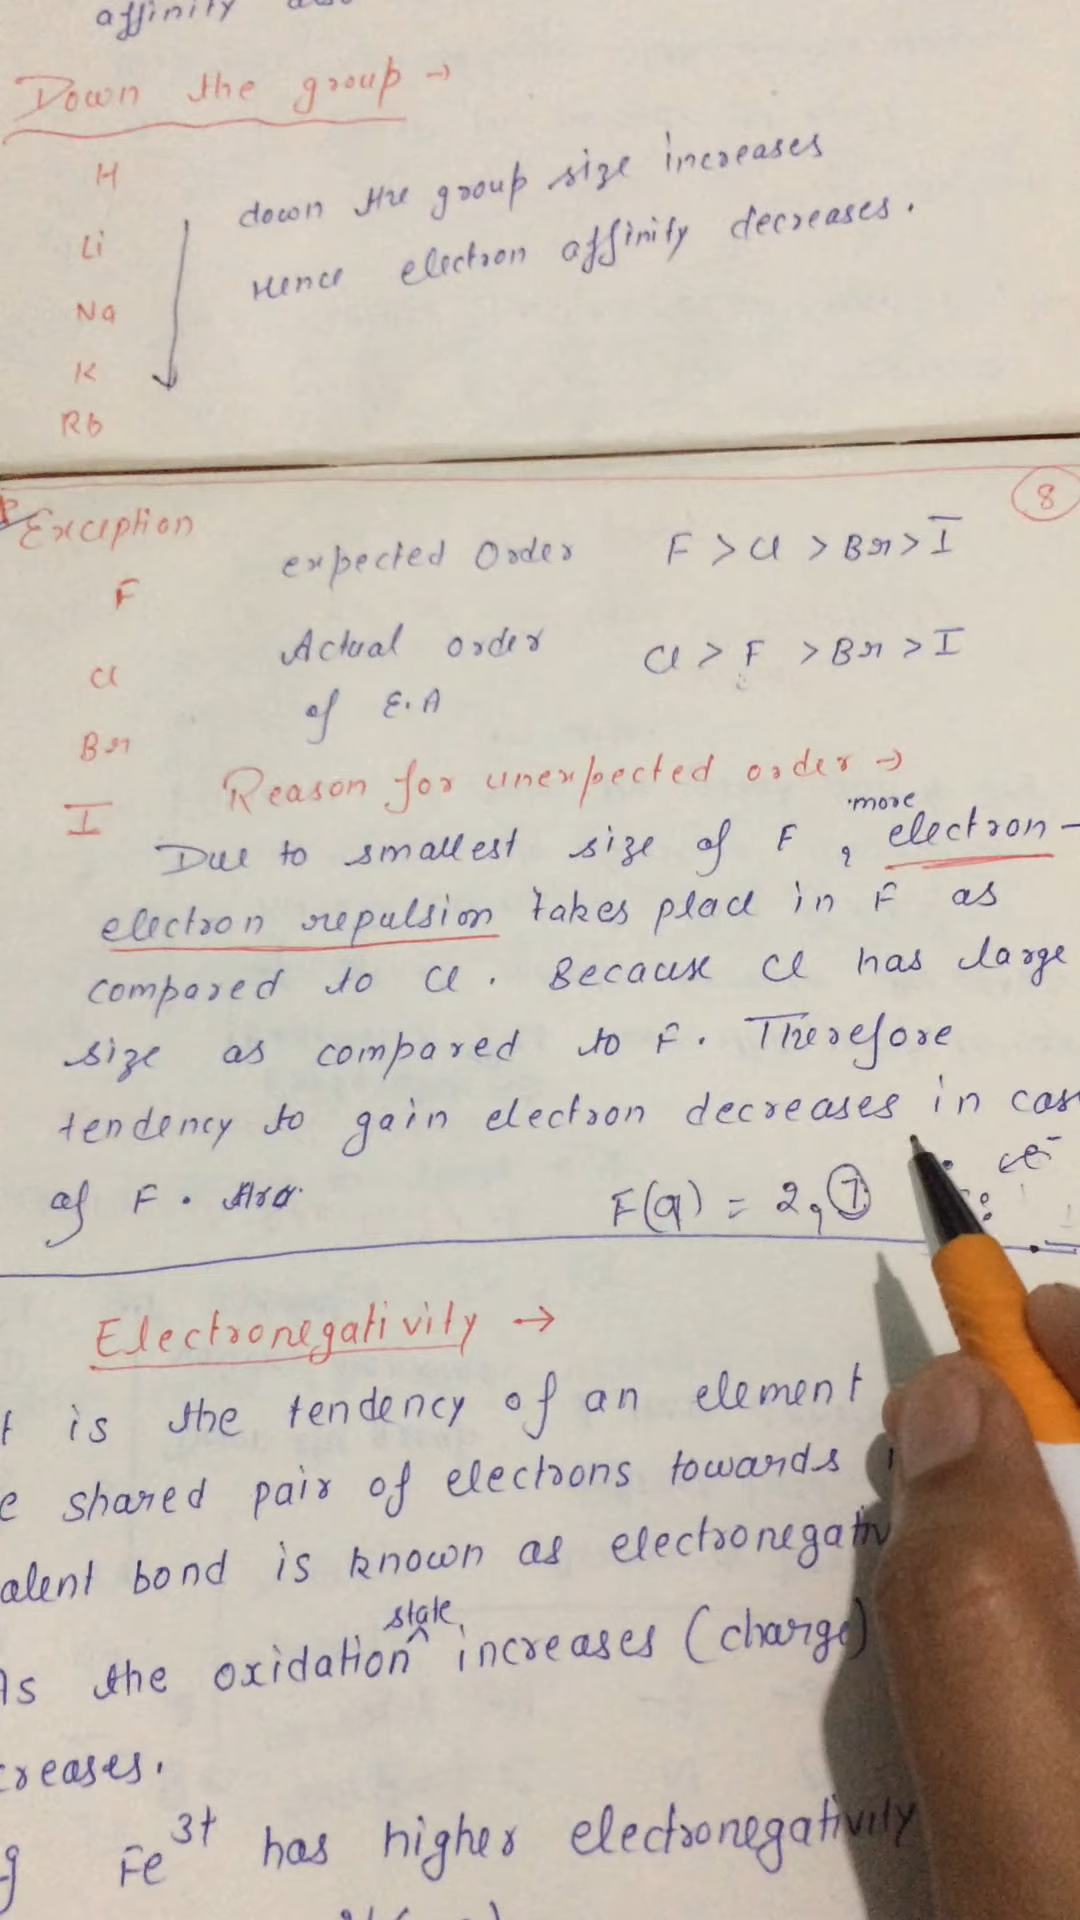 affinity
Down the group →
H
Li
Na
K
Rb
down the group size increases
Hence electron affinity decreases.
8
Exception
F
Cl
Br
I
expected Order F > Cl > Br > I
Actual order Cl > F > Br > I
of E.A
Reason for unexpected order →
Due to smallest size of F, more electron-
electron repulsion takes place in F as
compared to Cl. Because Cl has large
size as compared to F. Therefore
tendency to gain electron decreases in cas
of F.
F(9) = 2, 7
e⁻
Electronegativity →
t is the tendency of an element
e shared pair of electrons towards
alent bond is known as electronegativ
As the oxidation state increases (charge)
creases.
g Fe³⁺ has higher electronegativity